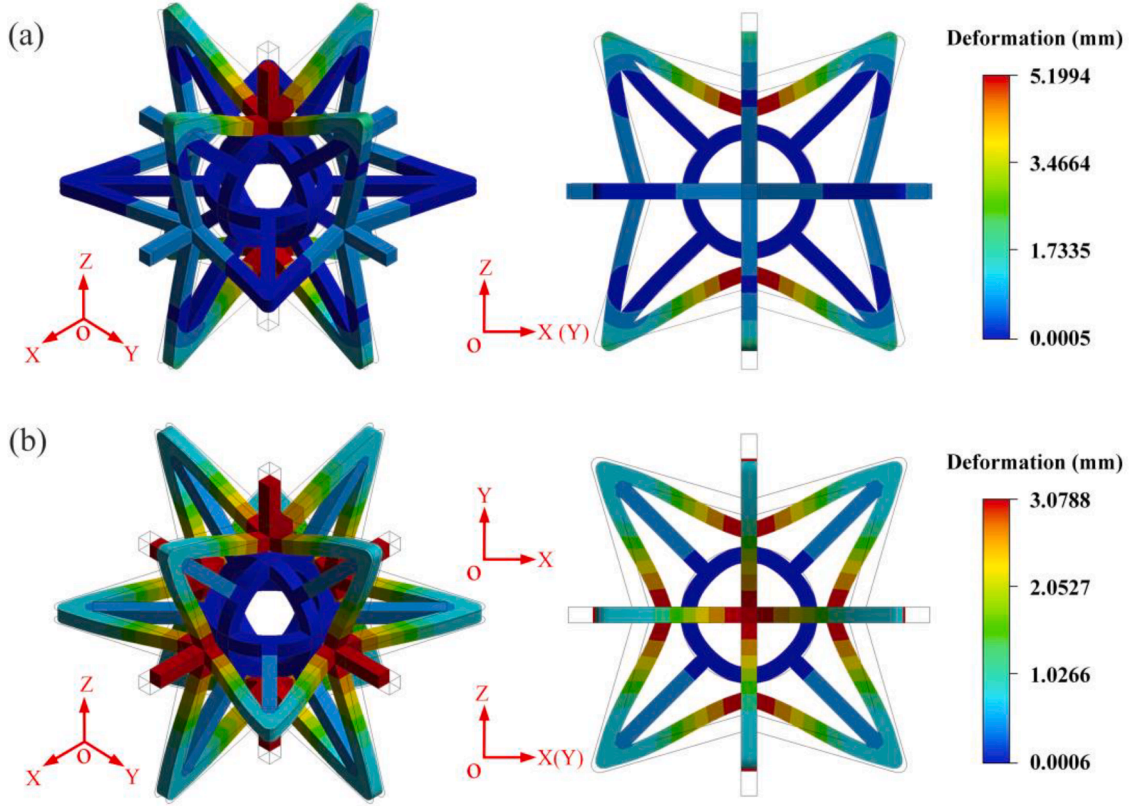 (a)
Z
O
X
Y
Z
O
X (Y)
Deformation (mm)
5.1994
3.4664
1.7335
0.0005
(b)
Z
O
X
Y
Y
O
X
Z
O
X(Y)
Deformation (mm)
3.0788
2.0527
1.0266
0.0006